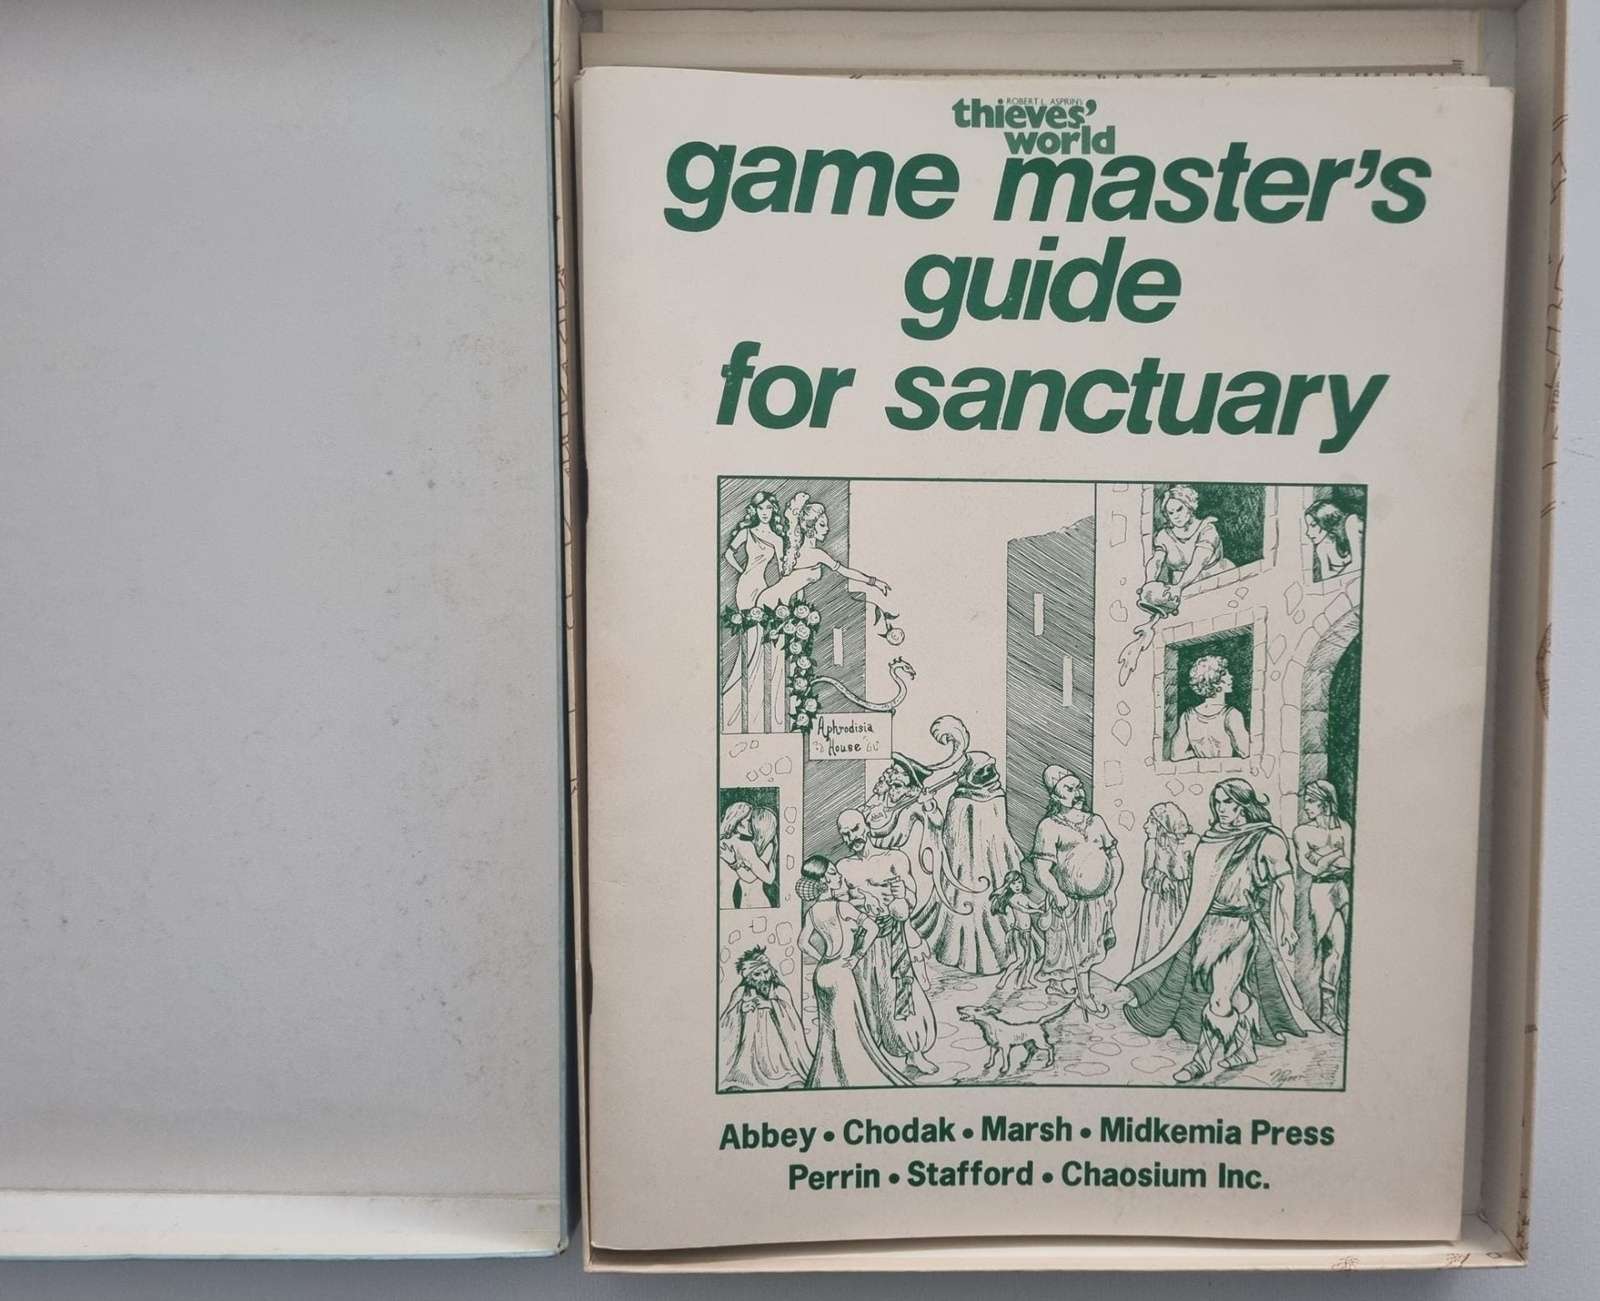 ROBERT L. ASPRIN'S
thieves'
world
game master's
guide
for sanctuary
Aphrodisia
House
Abbey • Chodak • Marsh • Midkemia Press
Perrin • Stafford • Chaosium Inc.